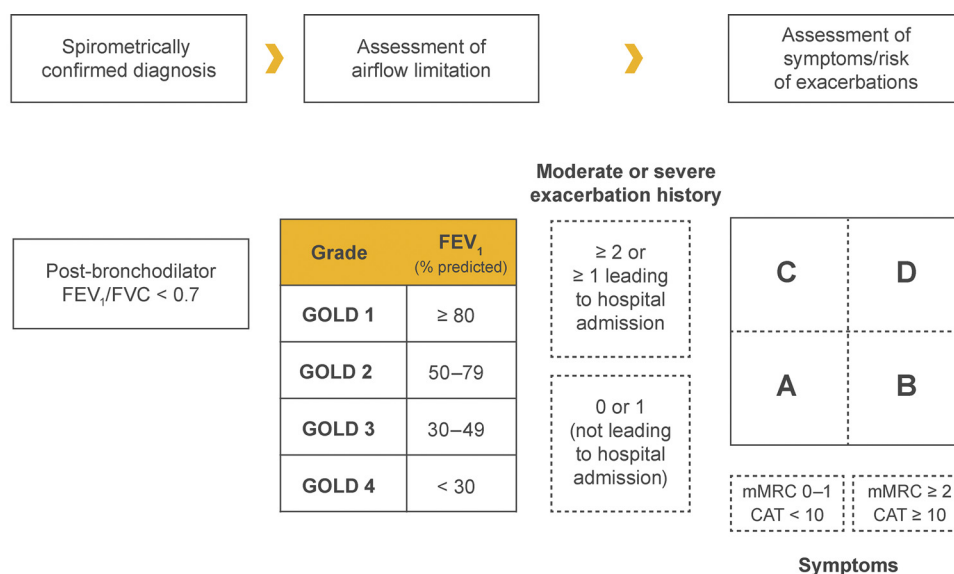 Spirometrically
confirmed diagnosis
Assessment of
airflow limitation
Assessment of
symptoms/risk
of exacerbations
Post-bronchodilator
FEV₁/FVC < 0.7
Grade
FEV₁
(% predicted)
GOLD 1
≥ 80
GOLD 2
50–79
GOLD 3
30–49
GOLD 4
< 30
Moderate or severe
exacerbation history
≥ 2 or
≥ 1 leading
to hospital
admission
0 or 1
(not leading
to hospital
admission)
C
D
A
B
mMRC 0–1
CAT < 10
mMRC ≥ 2
CAT ≥ 10
Symptoms